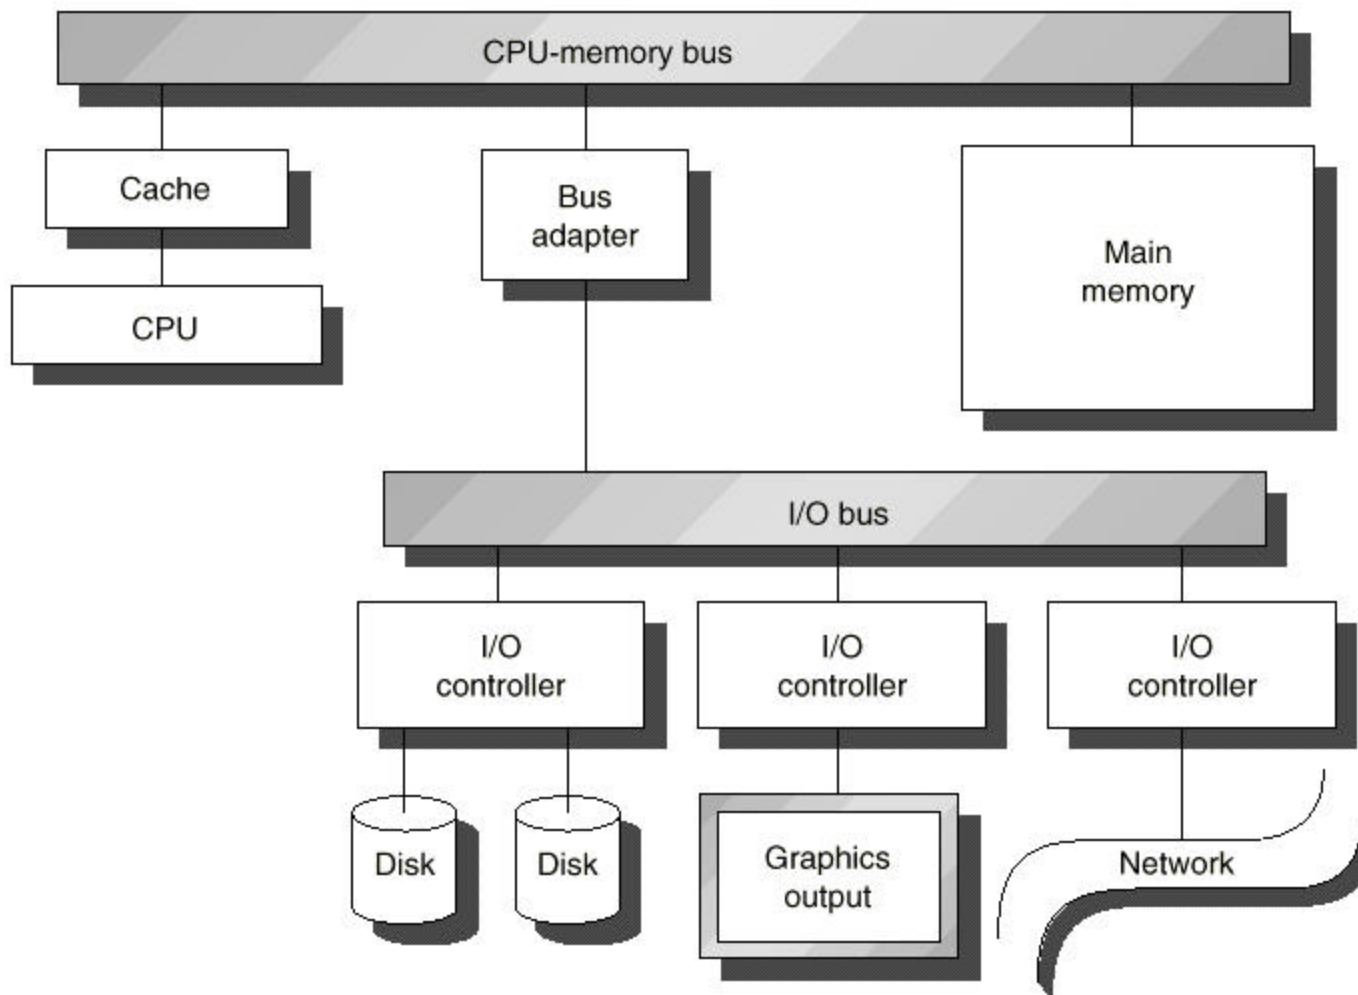 CPU-memory bus
Cache
Bus
adapter
Main
memory
CPU
I/O bus
I/O
controller
I/O
controller
I/O
controller
Disk
Disk
Graphics
output
Network